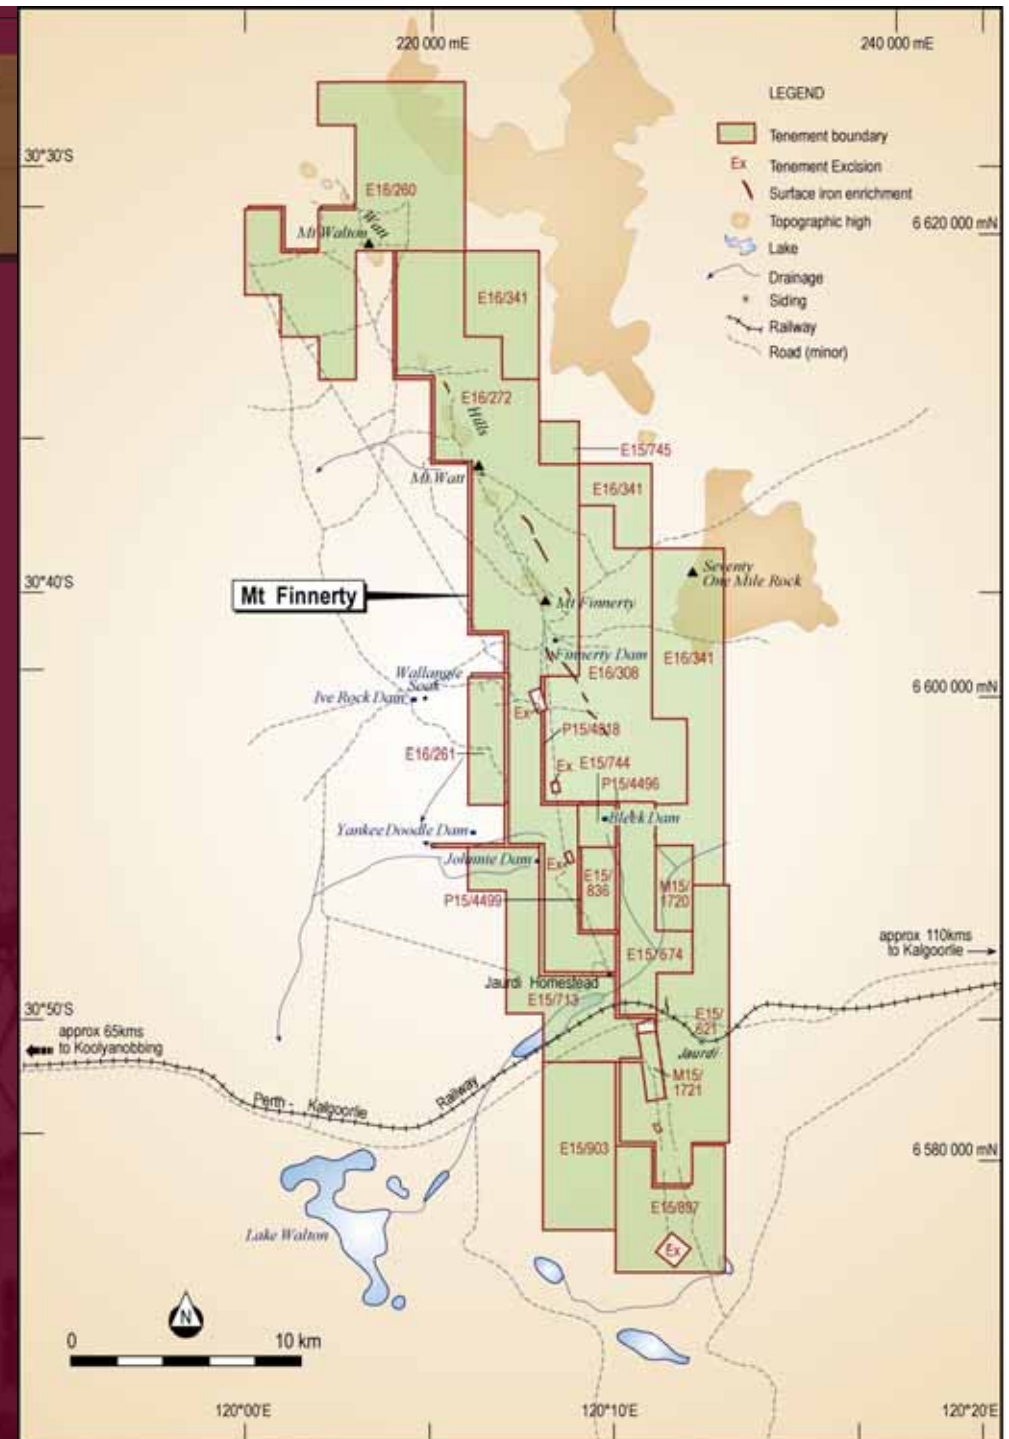 220 000 mE
240 000 mE
LEGEND
Tenement boundary
Ex Tenement Excision
Surface iron enrichment
Topographic high
Lake
Drainage
Siding
Railway
Road (minor)
30°30'S
6 620 000 mN
E16/260
Watt
Mt Walton
E16/341
E16/272
Hills
E15/745
Mt Watt
E16/341
Seventy
One Mile Rock
30°40'S
Mt Finnerty
Mt Finnerty
Finnerty Dam
E16/341
E16/308
Wallangie
Soak
Ive Rock Dam
6 600 000 mN
Ex
P15/4818
E16/261
Ex
E15/744
P15/4496
Bleek Dam
Yankee Doodle Dam
Johnnie Dam
Ex
E15/
836
M15/
1720
P15/4499
approx 110kms
to Kalgoorlie
E15/674
Jaurdi Homestead
E15/713
30°50'S
E15/
621
approx 65kms
to Koolyanobbing
Jaurdi
M15/
1721
Perth - Kalgoorlie Railway
E15/903
6 580 000 mN
E15/897
Lake Walton
Ex
N
0 10 km
120°00'E
120°10'E
120°20'E